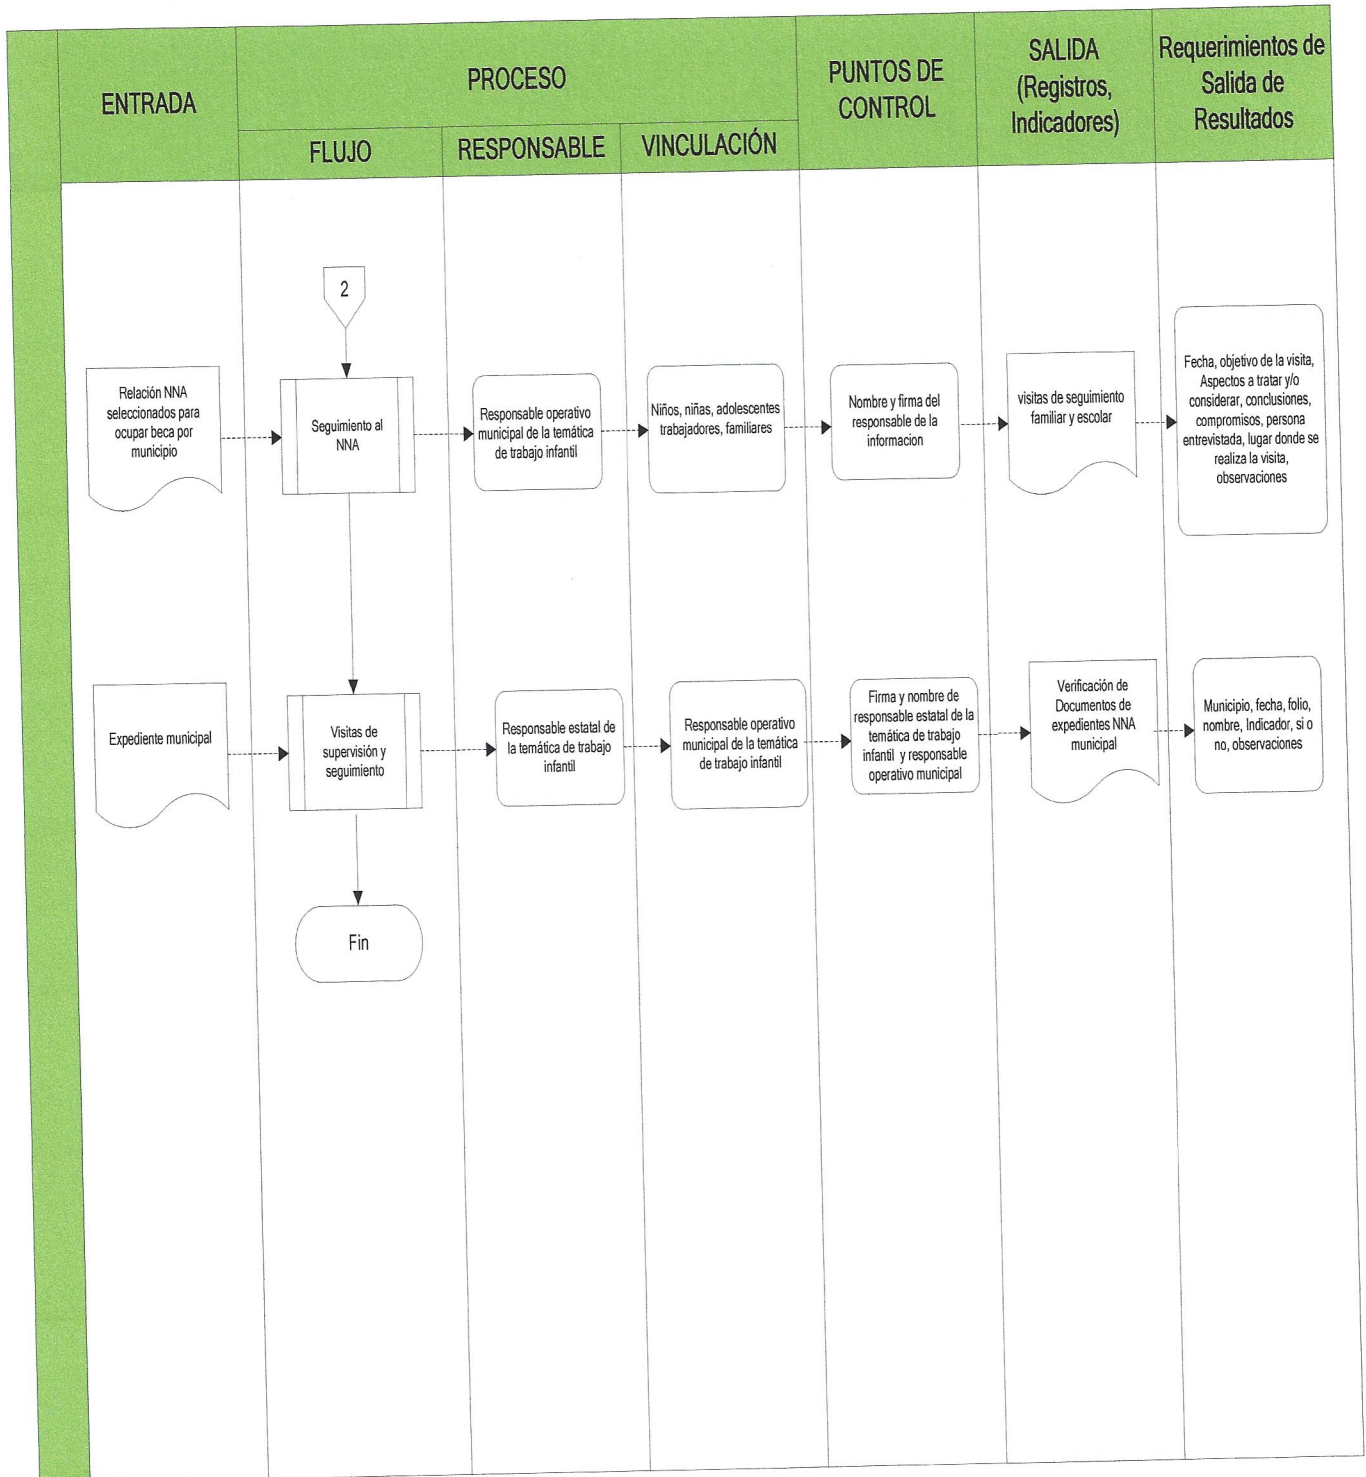 ENTRADA
PROCESO
FLUJO
RESPONSABLE
VINCULACIÓN
PUNTOS DE
CONTROL
SALIDA
(Registros,
Indicadores)
Requerimientos de
Salida de
Resultados
2
Relación NNA
seleccionados para
ocupar beca por
municipio
Seguimiento al
NNA
Responsable operativo
municipal de la temática
de trabajo infantil
Niños, niñas, adolescentes
trabajadores, familiares
Nombre y firma del
responsable de la
informacion
visitas de seguimiento
familiar y escolar
Fecha, objetivo de la visita,
Aspectos a tratar y/o
considerar, conclusiones,
compromisos, persona
entrevistada, lugar donde se
realiza la visita,
observaciones
Expediente municipal
Visitas de
supervisión y
seguimiento
Responsable estatal de
la temática de trabajo
infantil
Responsable operativo
municipal de la temática
de trabajo infantil
Firma y nombre de
responsable estatal de la
temática de trabajo
infantil y responsable
operativo municipal
Verificación de
Documentos de
expedientes NNA
municipal
Municipio, fecha, folio,
nombre, Indicador, si o
no, observaciones
Fin